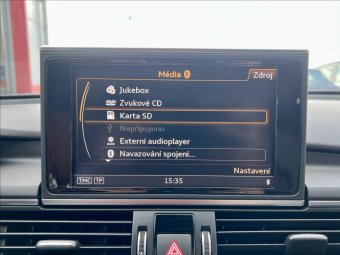 Média
Zdroj
Jukebox
Zvukové CD
Karta SD
Nepřipojeno
Externí audioplayer
Navazování spojení...
Nastavení
TMC TP
15:35